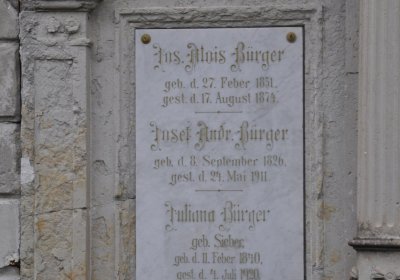 Jos. Alois Bürger
geb. d. 27. Feber 1851.
gest. d. 17. August 1874.
Josef Andr. Bürger
geb. d. 8. September 1826.
gest. d. 24. Mai 1911.
Juliana Bürger
geb. Sieber,
geb. d. 11. Feber 1840,
gest. d. 4. Juli 1920.